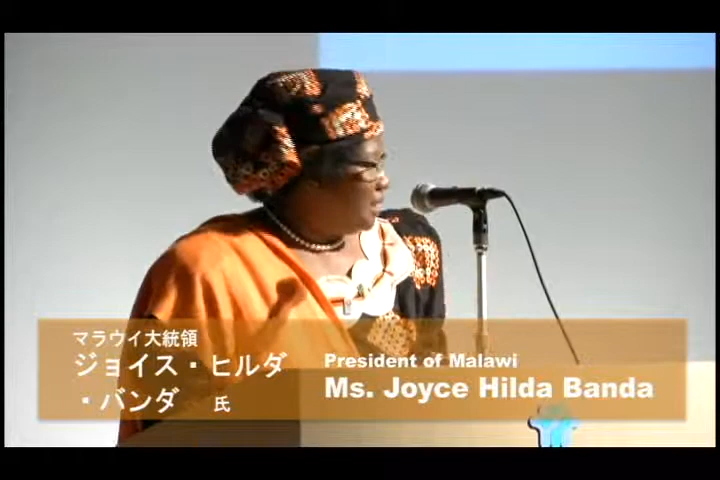 マラウイ大統領
ジョイス・ヒルダ
・バンダ 氏
President of Malawi
Ms. Joyce Hilda Banda